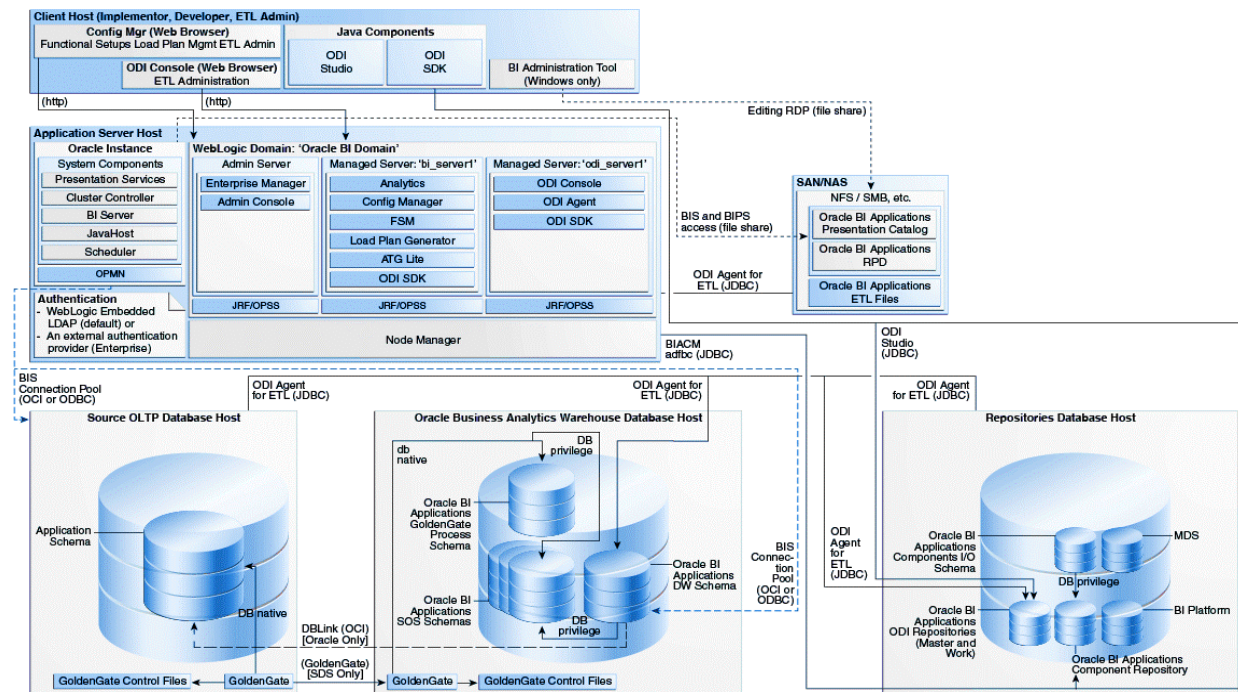 Client Host (Implementor, Developer, ETL Admin)
Config Mgr (Web Browser)
Functional Setups Load Plan Mgmt ETL Admin
ODI Console (Web Browser)
ETL Administration
Java Components
ODI
Studio
ODI
SDK
BI Administration Tool
(Windows only)
(http)
(http)
Editing RDP (file share)
Application Server Host
Oracle Instance
System Components
Presentation Services
Cluster Controller
BI Server
JavaHost
Scheduler
OPMN
Authentication
- WebLogic Embedded
LDAP (default) or
- An external authentication
provider (Enterprise)
WebLogic Domain: ‘Oracle BI Domain’
Admin Server
Enterprise Manager
Admin Console
JRF/OPSS
Managed Server: ‘bi_server1’
Analytics
Config Manager
FSM
Load Plan Generator
ATG Lite
ODI SDK
JRF/OPSS
Managed Server: ‘odi_server1’
ODI Console
ODI Agent
ODI SDK
JRF/OPSS
Node Manager
BIS and BIPS
access (file share)
SAN/NAS
NFS / SMB, etc.
Oracle BI Applications
Presentation Catalog
Oracle BI Applications
RPD
Oracle BI Applications
ETL Files
ODI Agent for
ETL (JDBC)
BIACM
adfbc (JDBC)
ODI
Studio
(JDBC)
BIS
Connection Pool
(OCI or ODBC)
ODI Agent
for ETL (JDBC)
ODI Agent for
ETL (JDBC)
ODI Agent
for ETL (JDBC)
Source OLTP Database Host
Application
Schema
DB native
GoldenGate Control Files
GoldenGate
DBLink (OCI)
[Oracle Only]
(GoldenGate)
[SDS Only]
Oracle Business Analytics Warehouse Database Host
db
native
DB
privilege
Oracle BI
Applications
GoldenGate
Process
Schema
Oracle BI
Applications
SOS Schemas
Oracle BI
Applications
DW Schema
DB
privilege
GoldenGate
GoldenGate Control Files
BIS
Connec-
tion
Pool
(OCI or
ODBC)
ODI
Agent
for
ETL
(JDBC)
Repositories Database Host
Oracle BI
Applications
Components I/O
Schema
MDS
DB privilege
Oracle BI
Applications
ODI Repositories
(Master and
Work)
BI Platform
Oracle BI Applications
Component Repository